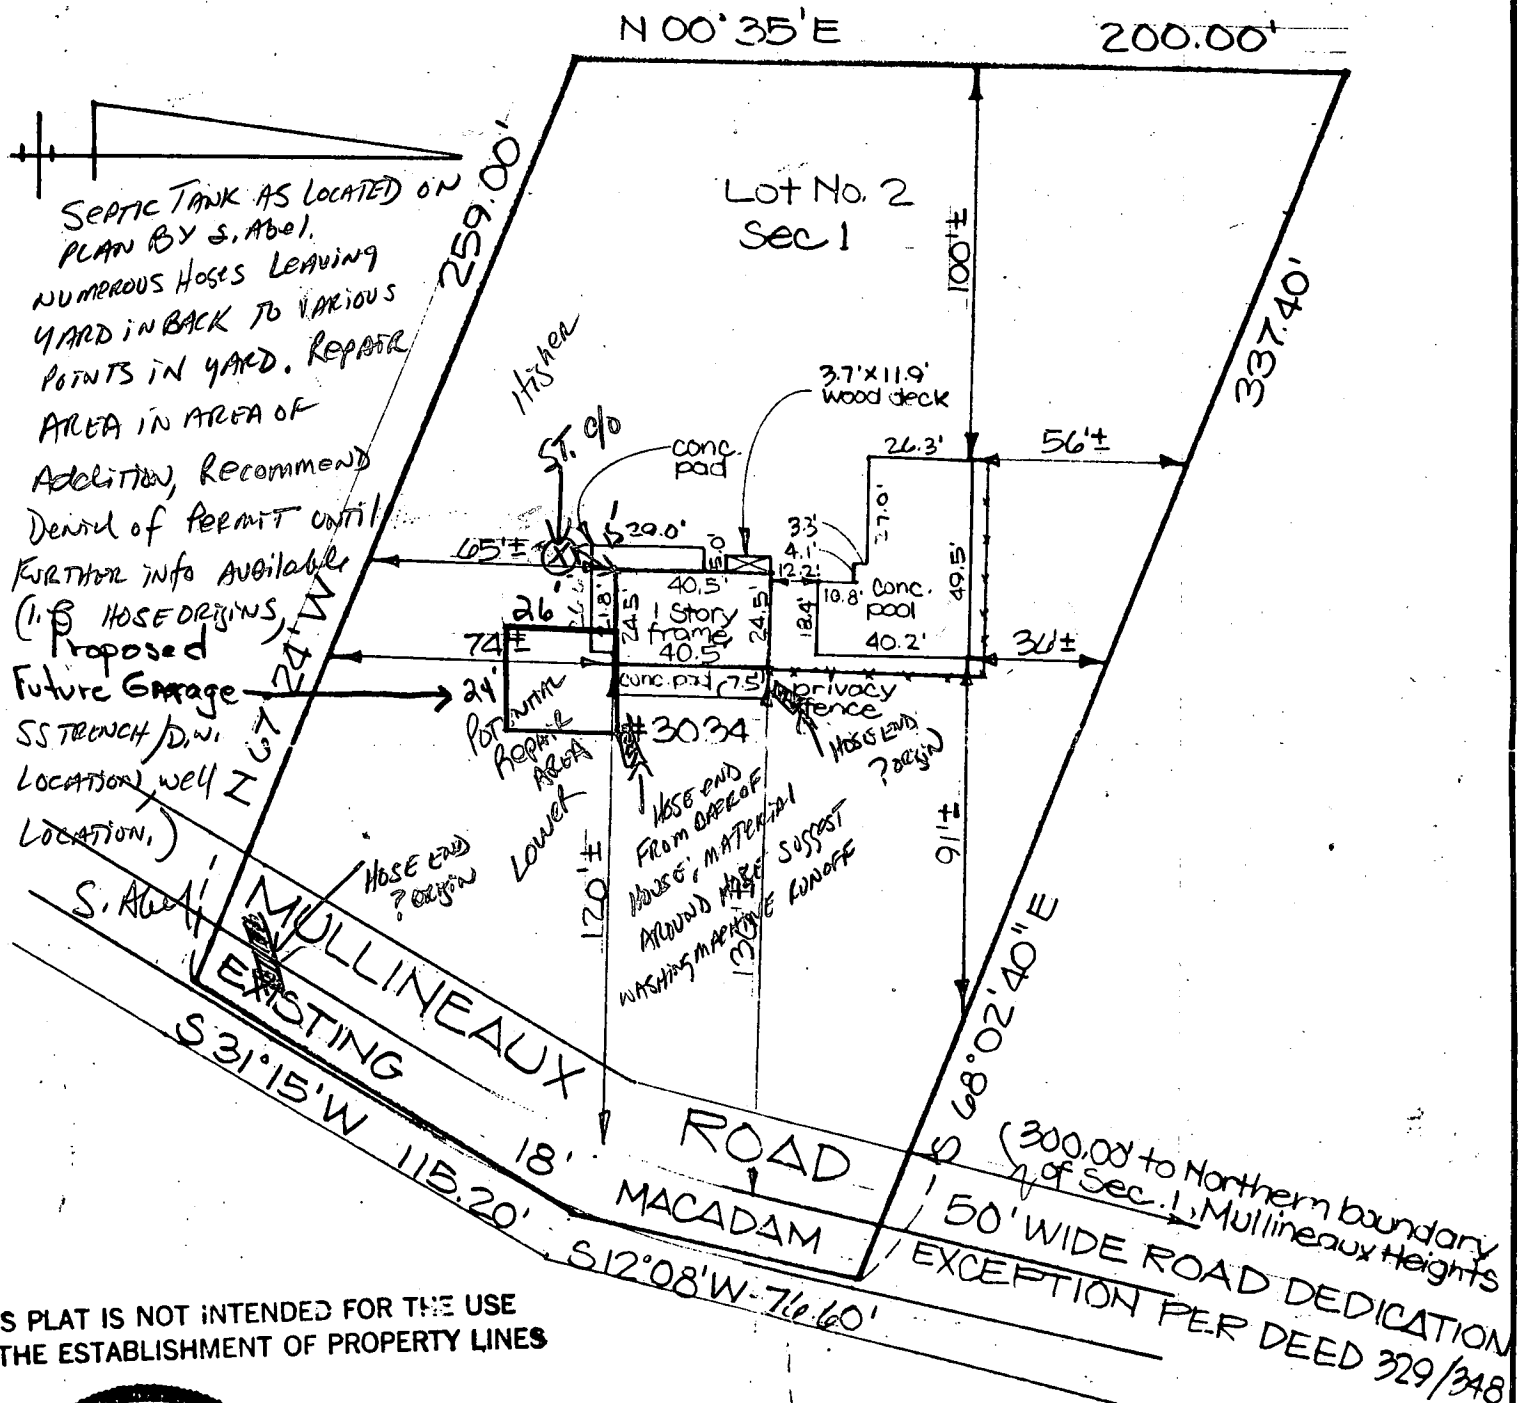 N 00°35'E
200.00'
259.00'
SEPTIC TANK AS LOCATED ON
PLAN BY S. Abel.
NUMEROUS HOSES LEAVING
YARD IN BACK TO VARIOUS
POINTS IN YARD. REPAIR
AREA IN AREA OF
Addition, Recommend
Denial of PERMIT until
FURTHER info AVAILABLE
(I.E HOSE ORIGINS,
Proposed
Future Garage
SS TRENCH/D.W.
LOCATION, well
LOCATION.)
S. Abel
N 67°24'W
Lot No. 2
Sec 1
100'±
337.40'
Higher
ST. c/o
conc.
pad
3.7'X11.9'
wood deck
26.3'
56'±
27.0'
3.3'
4.1'
12.2'
10.8'
conc.
pool
49.5'
18.4'
40.2'
36'±
65'±
29.0'
5.0'
40.5'
21.8'
24.5'
1 Story
frame
24.5'
40.5'
26'
74'±
24'
conc. pad (7.5'
privacy
fence
#3034
POTENTIAL
REPAIR
AREA
LOWER
HOSE END
? ORIGIN
HOSE END
FROM REAR OF
HOUSE; MATERIAL
AROUND HOSE SUGGEST
WASHING MACHINE RUNOFF
HOSE END
? ORIGIN
120'±
91'±
S 68°02'40"E
MULLINEAUX
ROAD
EXISTING
18'
MACADAM
S 31°15'W
115.20'
S 12°08'W-76.60'
(300.00' to Northern boundary
of Sec. 1, Mullineaux Heights
50' WIDE ROAD DEDICATION
EXCEPTION PER DEED 329/348
S PLAT IS NOT INTENDED FOR THE USE
THE ESTABLISHMENT OF PROPERTY LINES